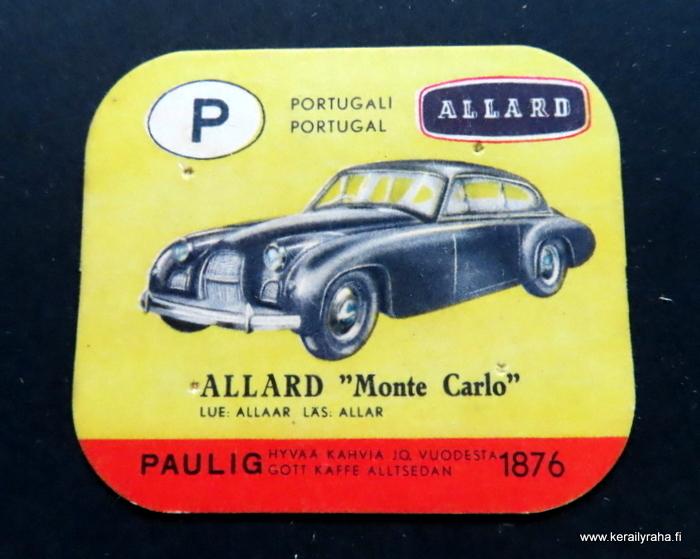 P
PORTUGALI
PORTUGAL
ALLARD
ALLARD "Monte Carlo"
LUE: ALLAAR LÄS: ALLAR
PAULIG
HYVÄÄ KAHVIA JO VUODESTA
GOTT KAFFE ALLTSEDAN
1876
www.kerailyraha.fi